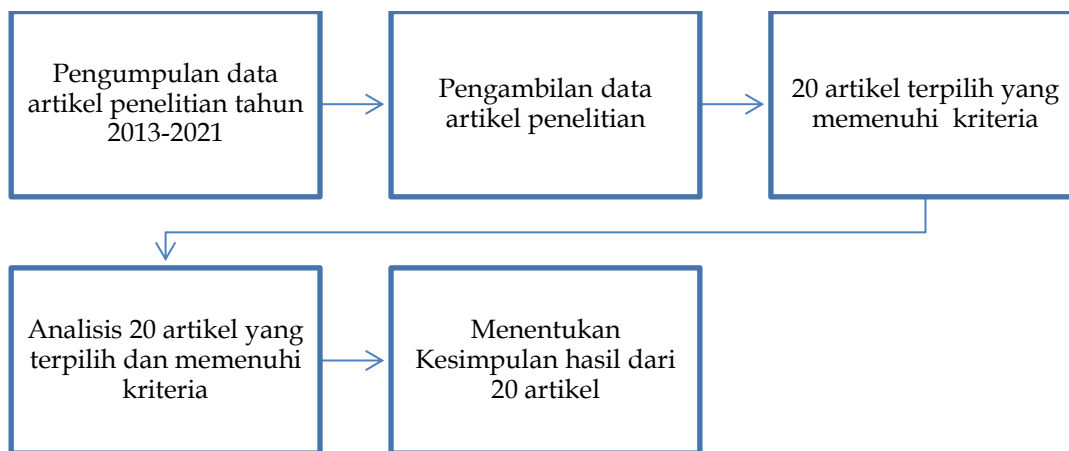 Pengumpulan data
artikel penelitian tahun
2013-2021
Pengambilan data
artikel penelitian
20 artikel terpilih yang
memenuhi kriteria
Analisis 20 artikel yang
terpilih dan memenuhi
kriteria
Menentukan
Kesimpulan hasil dari
20 artikel